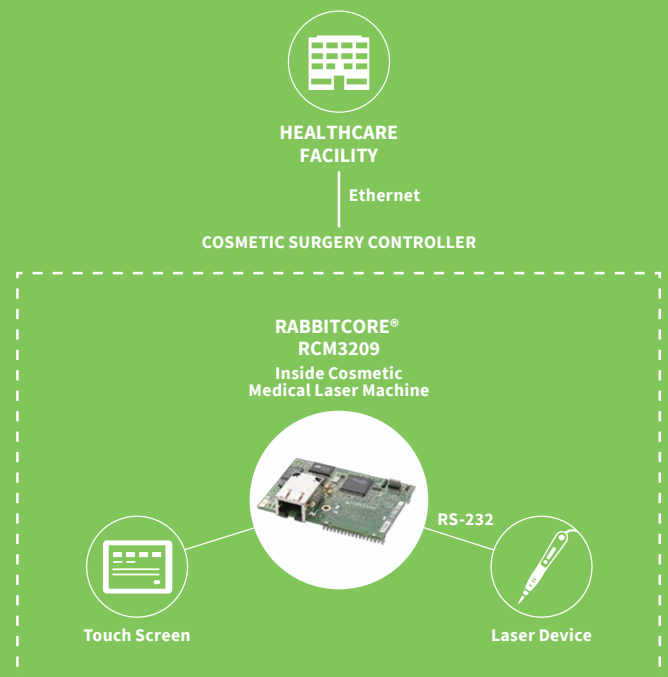 HEALTHCARE
FACILITY
Ethernet
COSMETIC SURGERY CONTROLLER
RABBITCORE®
RCM3209
Inside Cosmetic
Medical Laser Machine
RS-232
Touch Screen
Laser Device